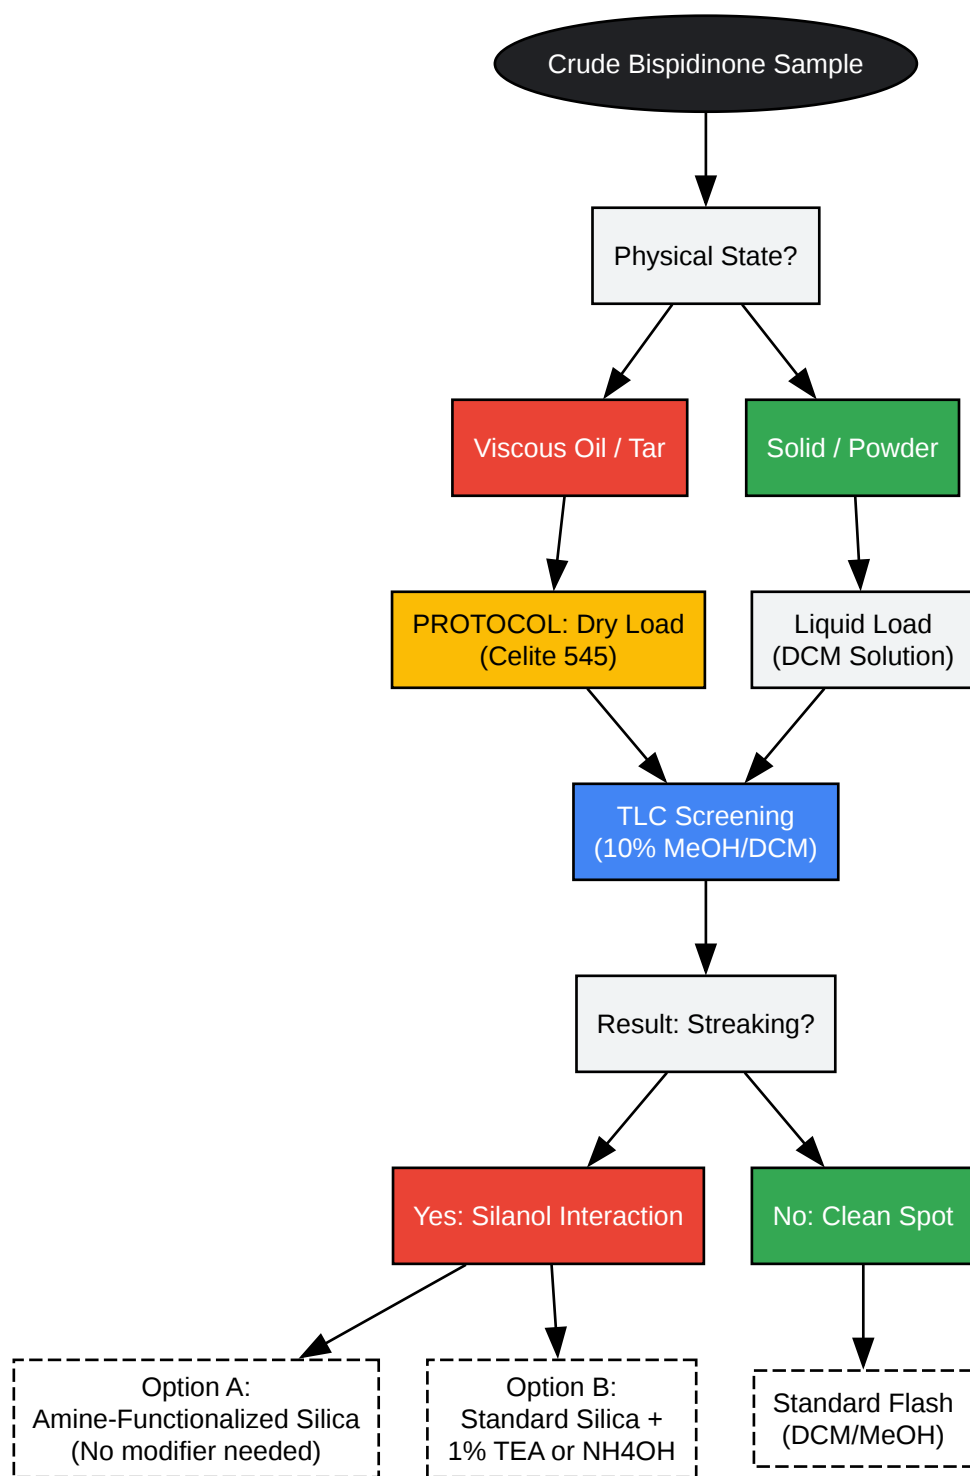 Crude Bispidinone Sample
Physical State?
Viscous Oil / Tar
Solid / Powder
PROTOCOL: Dry Load
(Celite 545)
Liquid Load
(DCM Solution)
TLC Screening
(10% MeOH/DCM)
Result: Streaking?
Yes: Silanol Interaction
No: Clean Spot
Option A:
Amine-Functionalized Silica
(No modifier needed)
Option B:
Standard Silica +
1% TEA or NH4OH
Standard Flash
(DCM/MeOH)